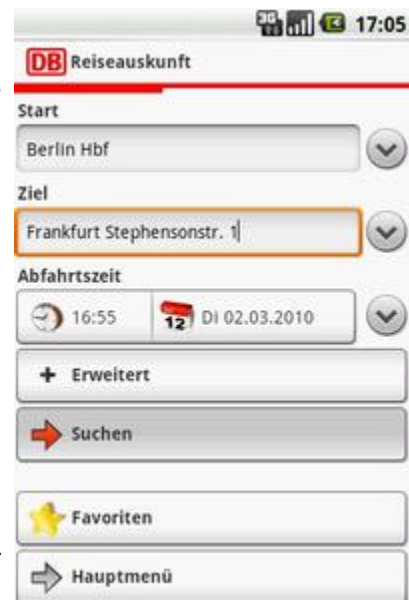 3G 17:05
DB Reiseauskunft
Start
Berlin Hbf
Ziel
Frankfurt Stephensonstr. 1
Abfahrtszeit
16:55 12 Di 02.03.2010
+ Erweitert
Suchen
Favoriten
Hauptmenü